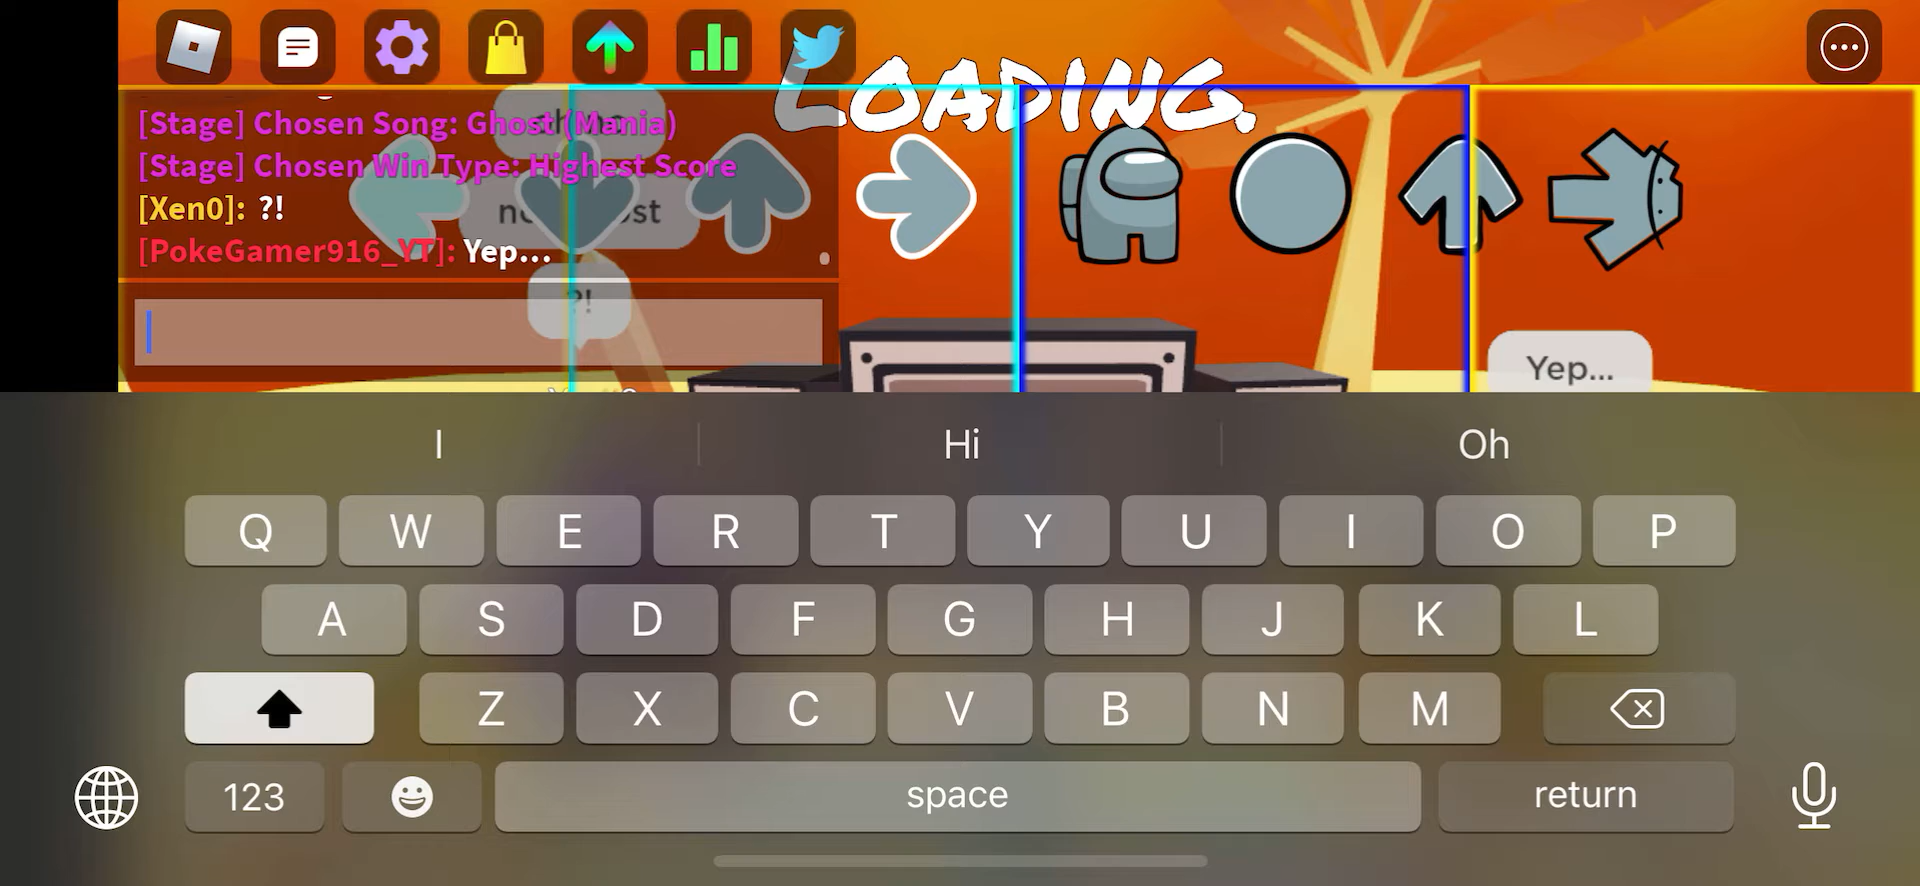 LOADING.
[Stage] Chosen Song: Ghost (Mania)
[Stage] Chosen Win Type: Highest Score
[Xen0]: ?!
[PokeGamer916_YT]: Yep...
?!
Yep...
I Hi Oh
Q W E R T Y U I O P
A S D F G H J K L
Z X C V B N M
123 space return